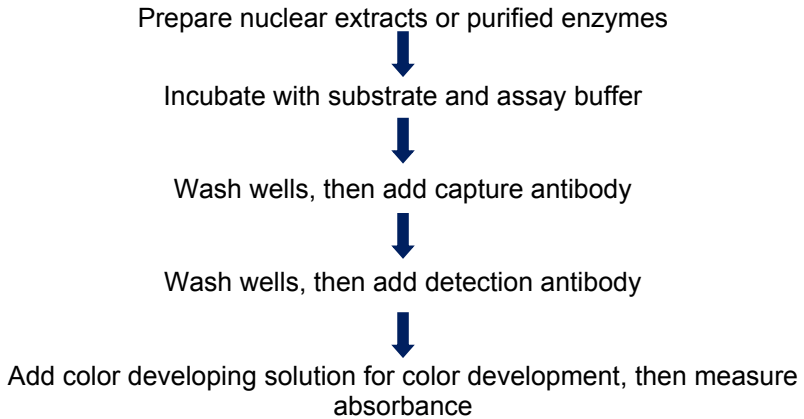 Prepare nuclear extracts or purified enzymes
Incubate with substrate and assay buffer
Wash wells, then add capture antibody
Wash wells, then add detection antibody
Add color developing solution for color development, then measure
absorbance